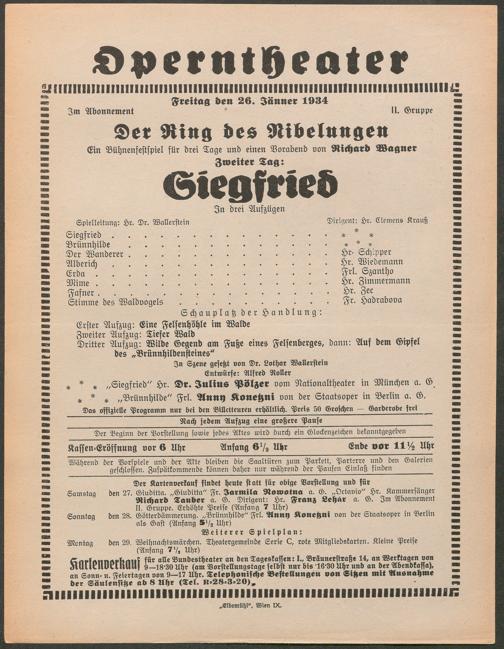 Operntheater
Freitag den 26. Jänner 1934
Im Abonnement II. Gruppe
Der Ring des Nibelungen
Ein Bühnenfestspiel für drei Tage und einen Vorabend von Richard Wagner
Zweiter Tag:
Siegfried
In drei Aufzügen
Spielleitung: Hr. Dr. Wallerstein Dirigent: Hr. Clemens Krauß
Siegfried . . . * * *
Brünnhilde . . . * * *
Der Wanderer . . . Hr. Schipper
Alberich . . . Hr. Wiedemann
Erda . . . Frl. Szantho
Mime . . . Hr. Zimmermann
Fafner . . . Hr. Zec
Stimme des Waldvogels . . . Fr. Hadrabova
Schauplatz der Handlung:
Erster Aufzug: Eine Felsenhöhle im Walde
Zweiter Aufzug: Tiefer Wald
Dritter Aufzug: Wilde Gegend am Fuße eines Felsenberges, dann: Auf dem Gipfel
des „Brünnhildensteines"
In Szene gesetzt von Dr. Lothar Wallerstein
Entwürfe: Alfred Roller
* * * „Siegfried" Hr. Dr. Julius Pölzer vom Nationaltheater in München a. G.
* * * „Brünnhilde" Frl. Anny Konetzni von der Staatsoper in Berlin a. G.
Das offizielle Programm nur bei den Billetteuren erhältlich. Preis 50 Groschen — Garderobe frei
Nach jedem Aufzug eine größere Pause
Der Beginn der Vorstellung sowie jedes Aktes wird durch ein Glockenzeichen bekanntgegeben
Kassen-Eröffnung vor 6 Uhr Anfang 6½ Uhr Ende vor 11½ Uhr
Während der Vorspiele und der Akte bleiben die Saaltüren zum Parkett, Parterre und den Galerien
geschlossen. Zuspätkommende können daher nur während der Pausen Einlaß finden
Der Kartenverkauf findet heute statt für obige Vorstellung und für
Samstag den 27. Giuditta. „Giuditta" Fr. Jarmila Novotna a. G. „Octavio" Hr. Kammersänger
Richard Tauber a. G. Dirigent: Hr. Franz Lehár a. G. Im Abonnement
II. Gruppe. Erhöhte Preise (Anfang 7 Uhr)
Sonntag den 28. Götterdämmerung. „Brünnhilde" Frl. Anny Konetzni von der Staatsoper in Berlin
als Gast (Anfang 5½ Uhr)
Weiterer Spielplan:
Montag den 29. Weihnachtsmärchen. Theatergemeinde Serie C, rote Mitgliedskarten. Kleine Preise
(Anfang 7½ Uhr)
Kartenverkauf für alle Bundestheater an den Tageskassen: I., Bräunerstraße 14, an Werktagen von
9—18·30 Uhr (am Vorstellungstage selbst nur bis 16·30 Uhr und an der Abendkassa),
an Sonn- u. Feiertagen von 9—17 Uhr. Telephonische Bestellungen von Sitzen mit Ausnahme
der Säulensitze ab 8 Uhr (Tel. R-28-3-20)
„Elbemühl", Wien IX.